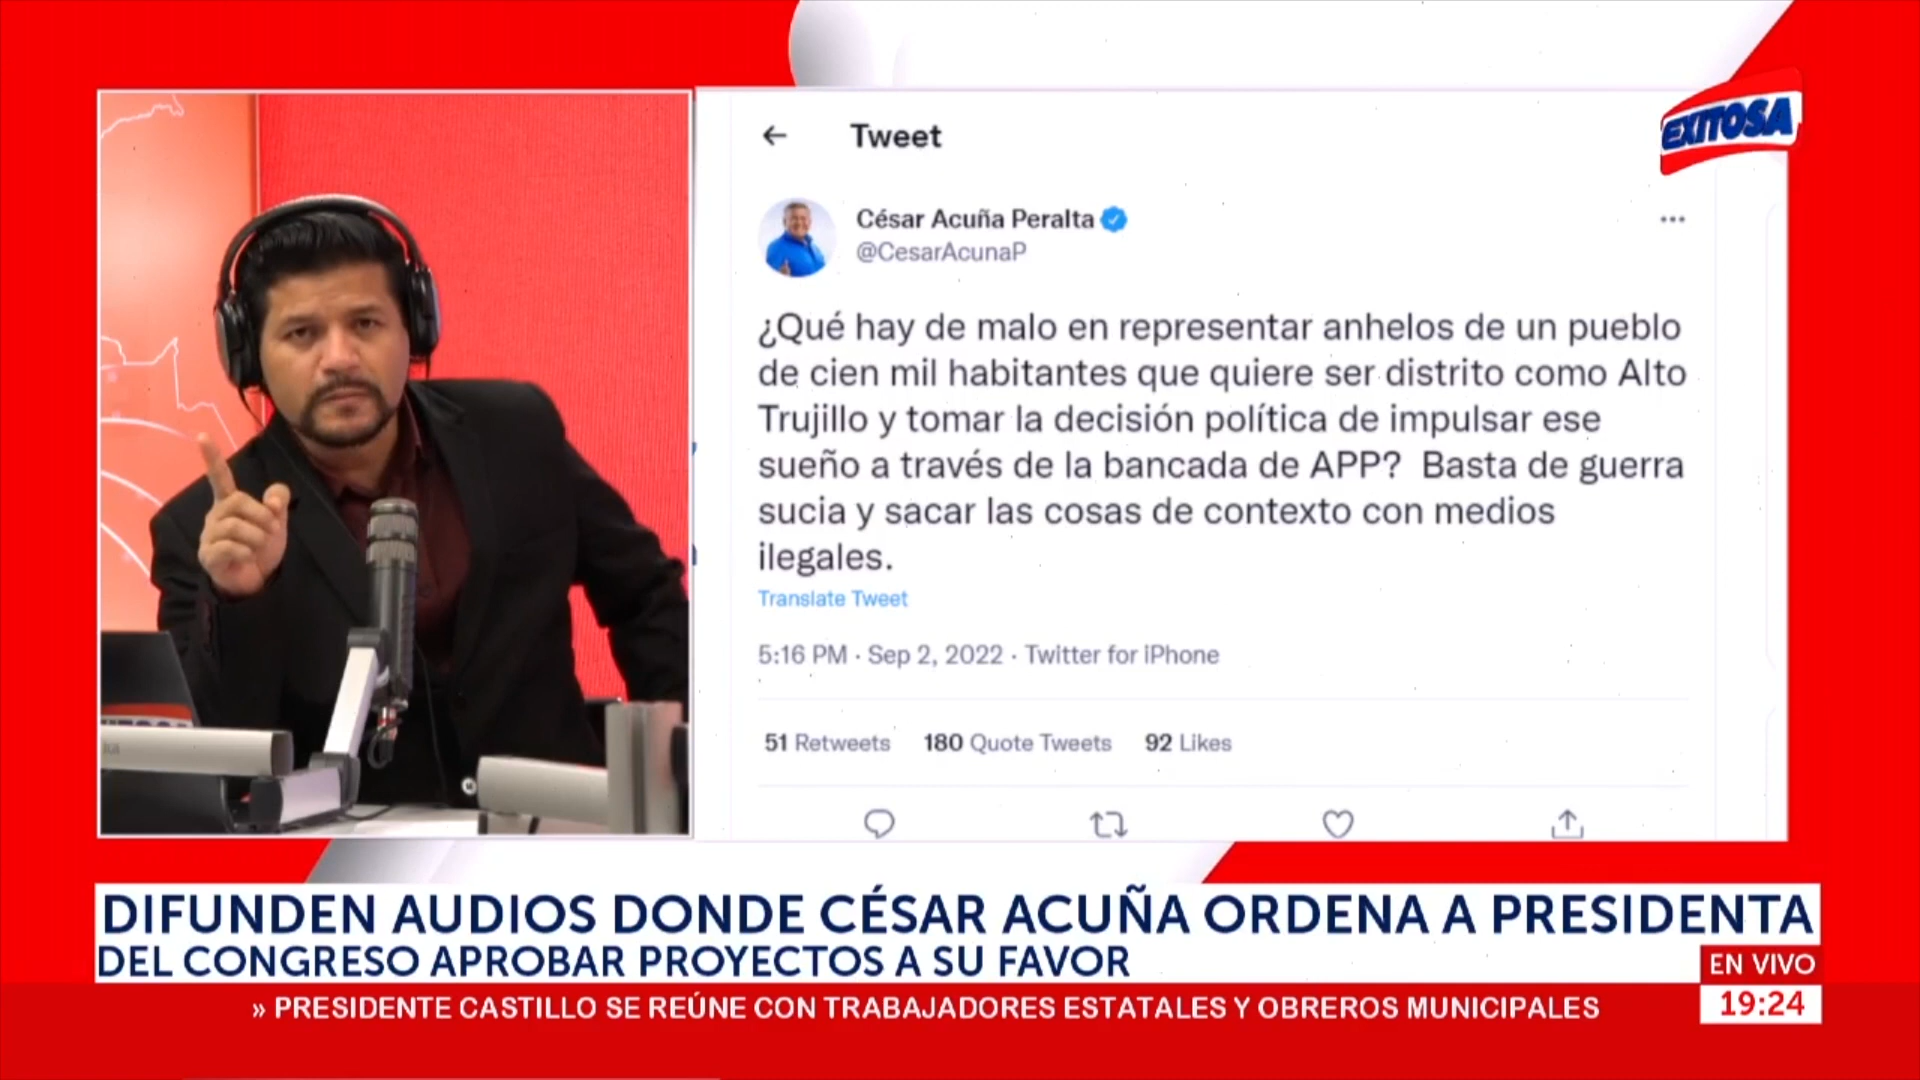 EXITOSA
Tweet
César Acuña Peralta
@CesarAcunaP
¿Qué hay de malo en representar anhelos de un pueblo
de cien mil habitantes que quiere ser distrito como Alto
Trujillo y tomar la decisión política de impulsar ese
sueño a través de la bancada de APP?  Basta de guerra
sucia y sacar las cosas de contexto con medios
ilegales.
Translate Tweet
5:16 PM · Sep 2, 2022 · Twitter for iPhone
51 Retweets 180 Quote Tweets 92 Likes
DIFUNDEN AUDIOS DONDE CÉSAR ACUÑA ORDENA A PRESIDENTA
DEL CONGRESO APROBAR PROYECTOS A SU FAVOR
EN VIVO
» PRESIDENTE CASTILLO SE REÚNE CON TRABAJADORES ESTATALES Y OBREROS MUNICIPALES
19:24